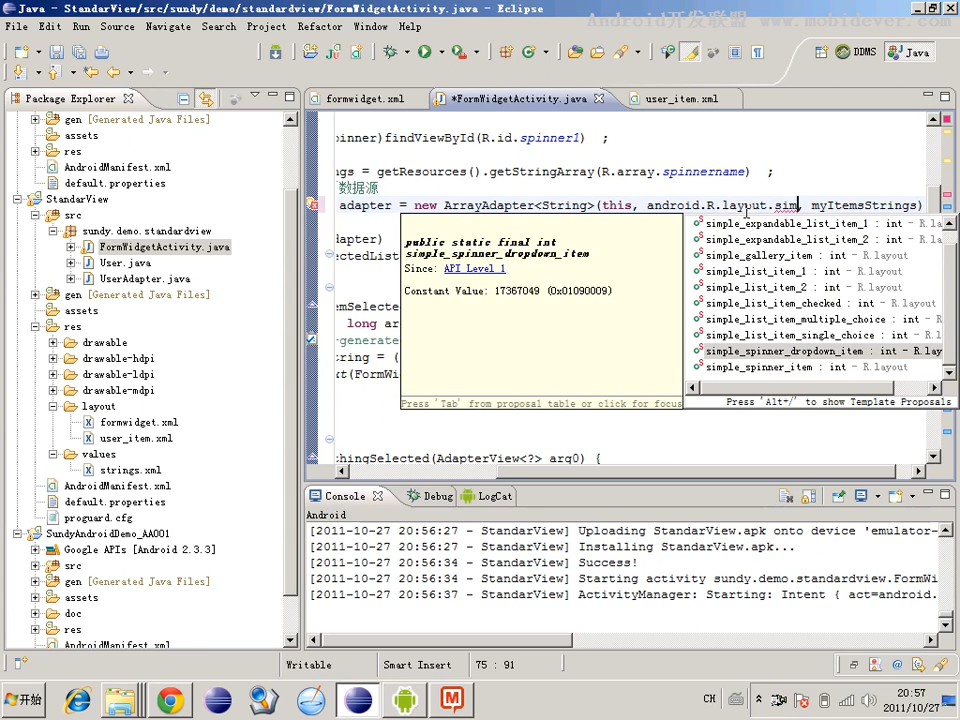 Java - StandarView/src/sundy/demo/standardview/FormWidgetActivity.java - Eclipse
Android开发联盟 www.mobidever.com
File Edit Run Source Navigate Search Project Refactor Window Help
DDMS Java
Package Explorer
formwidget.xml *FormWidgetActivity.java user_item.xml
gen [Generated Java Files]
assets
res
AndroidManifest.xml
default.properties
StandarView
src
sundy.demo.standardview
FormWidgetActivity.java
User.java
UserAdapter.java
gen [Generated Java Files]
assets
res
drawable
drawable-hdpi
drawable-ldpi
drawable-mdpi
layout
formwidget.xml
user_item.xml
values
strings.xml
AndroidManifest.xml
default.properties
proguard.cfg
SundyAndroidDemo_AA001
Google APIs [Android 2.3.3]
src
gen [Generated Java Files]
assets
doc
res
AndroidManifest.xml
pinner)findViewById(R.id.spinner1) ;
ngs = getResources().getStringArray(R.array.spinnername) ;
数据源
adapter = new ArrayAdapter<String>(this, android.R.layout.sim, myItemsStrings)
dapter)
ectedList
temSelected
long ar
-generate
tring = (
t(FormWi
thingSelected(AdapterView<?> arg0) {
public static final int
simple_spinner_dropdown_item
Since: API Level 1
Constant Value: 17367049 (0x01090009)
Press 'Tab' from proposal table or click for focus
simple_expandable_list_item_1 : int - R.la
simple_expandable_list_item_2 : int - R.la
simple_gallery_item : int - R.layout
simple_list_item_1 : int - R.layout
simple_list_item_2 : int - R.layout
simple_list_item_checked : int - R.layout
simple_list_item_multiple_choice : int - R
simple_list_item_single_choice : int - R.l
simple_spinner_dropdown_item : int - R.lay
simple_spinner_item : int - R.layout
Press 'Alt+/' to show Template Proposals
Console Debug LogCat
Android
[2011-10-27 20:56:27 - StandarView] Uploading StandarView.apk onto device 'emulator-
[2011-10-27 20:56:27 - StandarView] Installing StandarView.apk...
[2011-10-27 20:56:34 - StandarView] Success!
[2011-10-27 20:56:34 - StandarView] Starting activity sundy.demo.standardview.FormWi
[2011-10-27 20:56:37 - StandarView] ActivityManager: Starting: Intent { act=android.
Writable Smart Insert 75 : 91
开始
CH
20:57
2011/10/27